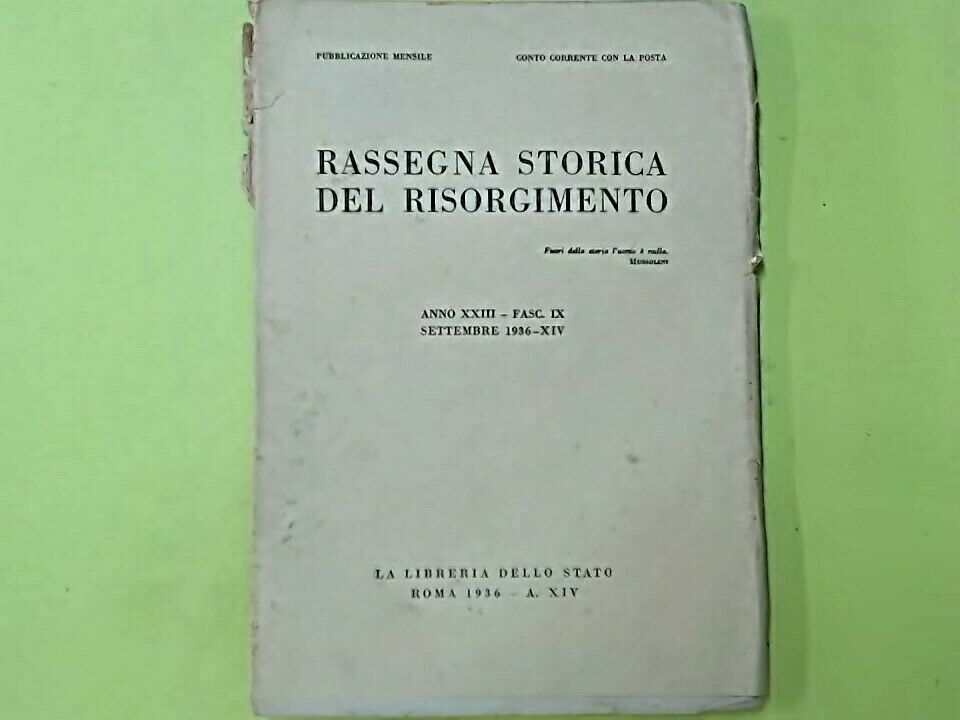 PUBBLICAZIONE MENSILE
CONTO CORRENTE CON LA POSTA
RASSEGNA STORICA
DEL RISORGIMENTO
Fuori della storia l'uomo è nulla.
MUSSOLINI
ANNO XXIII - FASC. IX
SETTEMBRE 1936-XIV
LA LIBRERIA DELLO STATO
ROMA 1936 - A. XIV